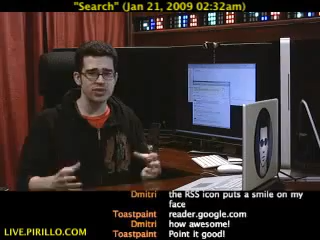 "Search" (Jan 21, 2009 02:32am)
Dmitri the RSS icon puts a smile on my
face
Toastpaint reader.google.com
Dmitri how awesome!
LIVE.PIRILLO.COM Toastpaint Point it good!